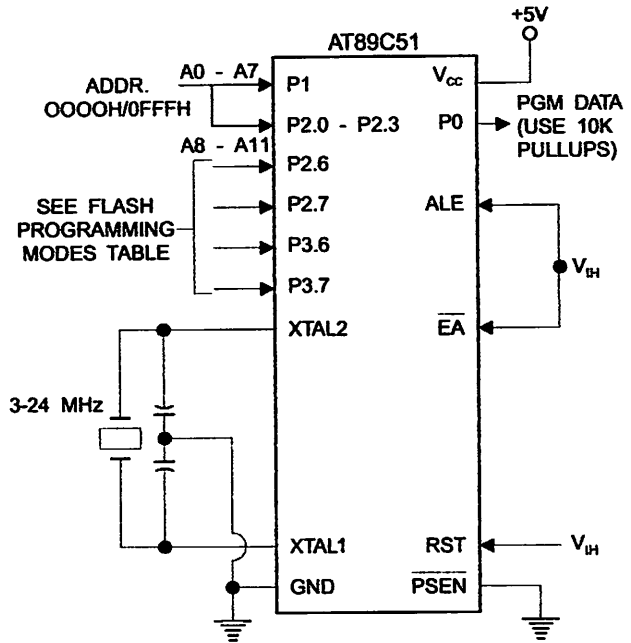 +5V
AT89C51
A0 - A7
ADDR.
OOOOH/0FFFH
P1
VCC
P2.0 - P2.3
P0
PGM DATA
(USE 10K
PULLUPS)
A8 - A11
P2.6
SEE FLASH
PROGRAMMING
MODES TABLE
P2.7
ALE
P3.6
P3.7
VIH
XTAL2
EA
3-24 MHz
XTAL1
RST
VIH
GND
PSEN